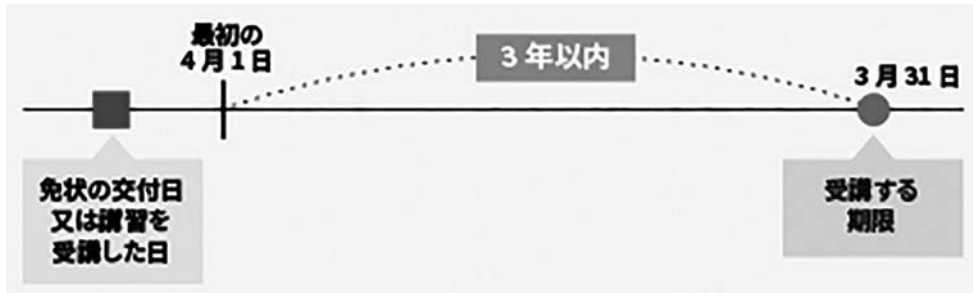 最初の
4月1日
3年以内
3月31日
免状の交付日
又は講習を
受講した日
受講する
期限